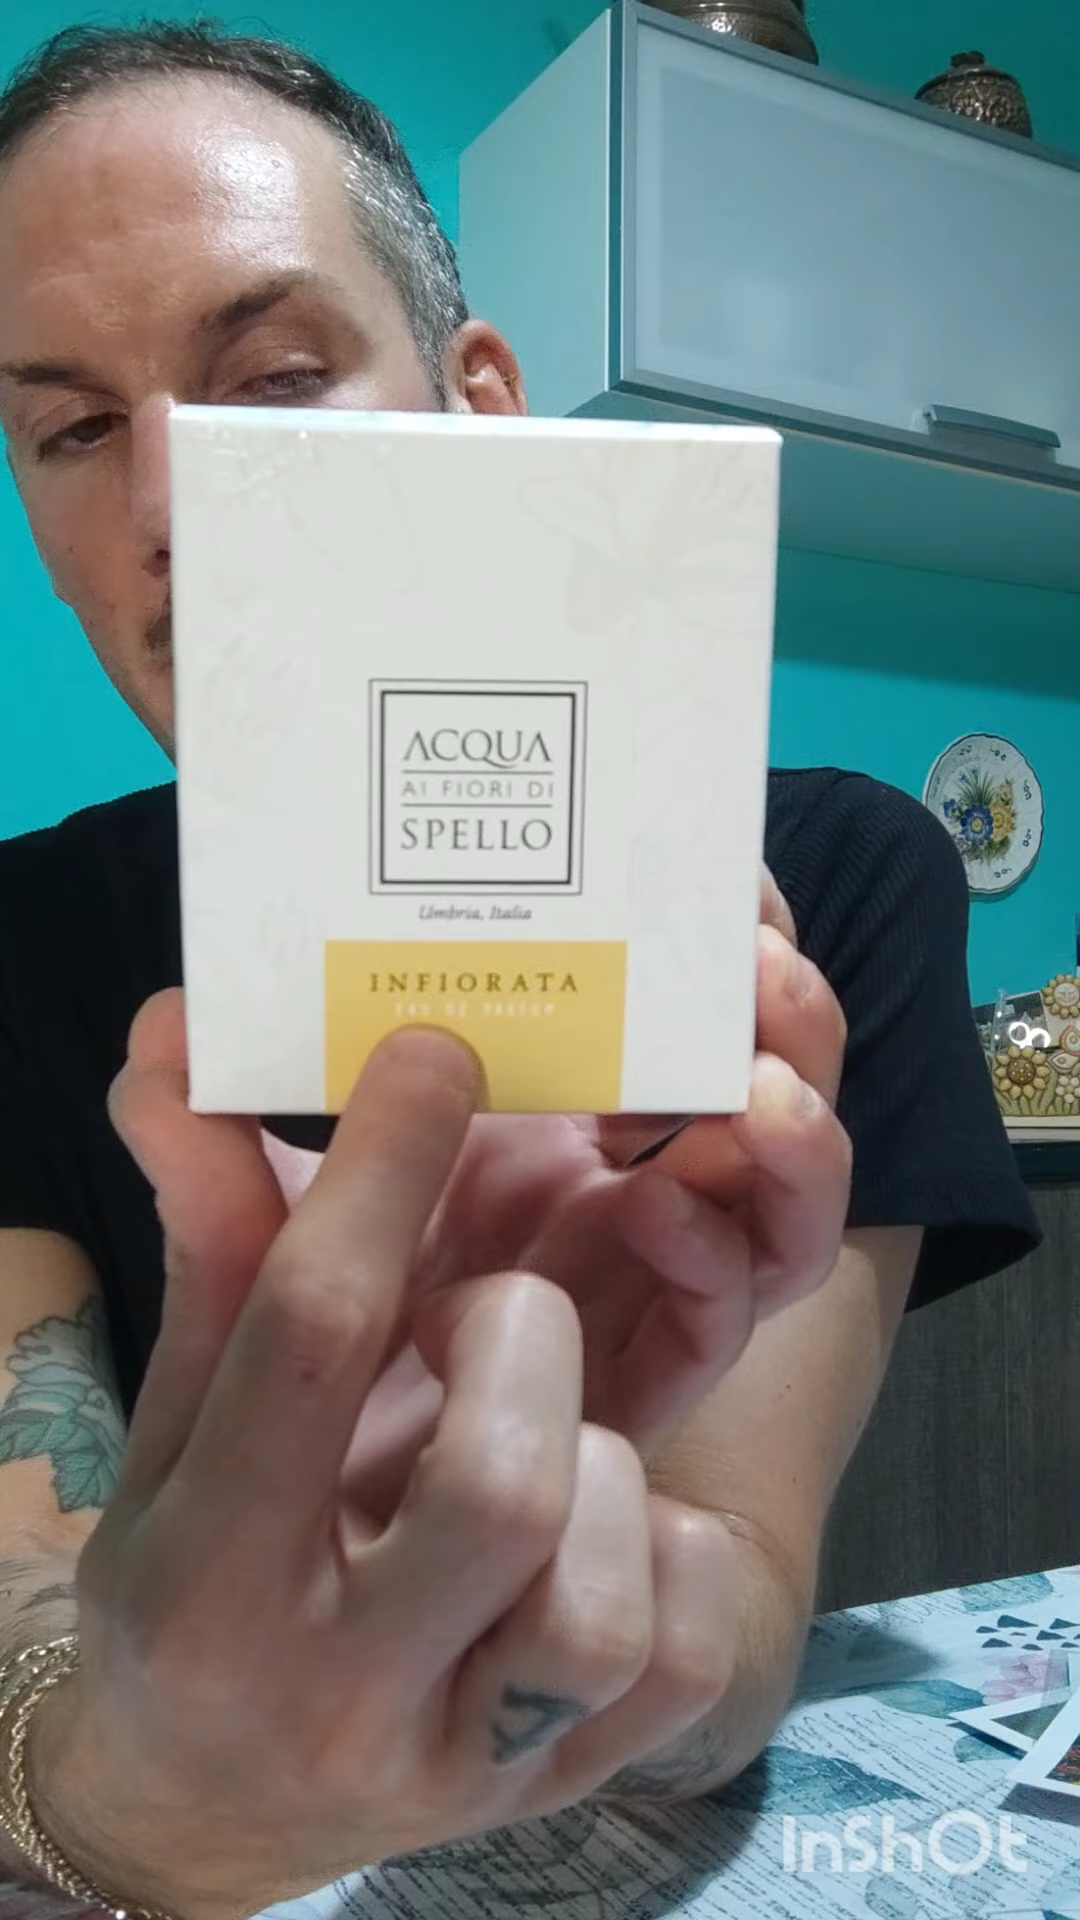 ACQUA
AI FIORI DI
SPELLO
Umbria, Italia
INFIORATA
EAU DE PARFUM
InShOt